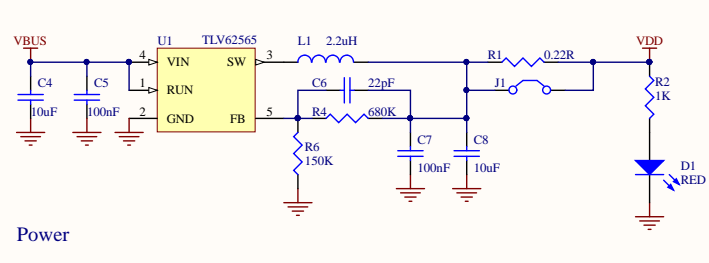 VBUS
U1 TLV62565
L1 2.2uH
VDD
4 VIN SW 3
R1 0.22R
C4
10uF
C5
100nF
1 RUN
C6 22pF
J1
R2
1K
2 GND FB 5
R4 680K
R6
150K
C7
100nF
C8
10uF
D1
RED
Power